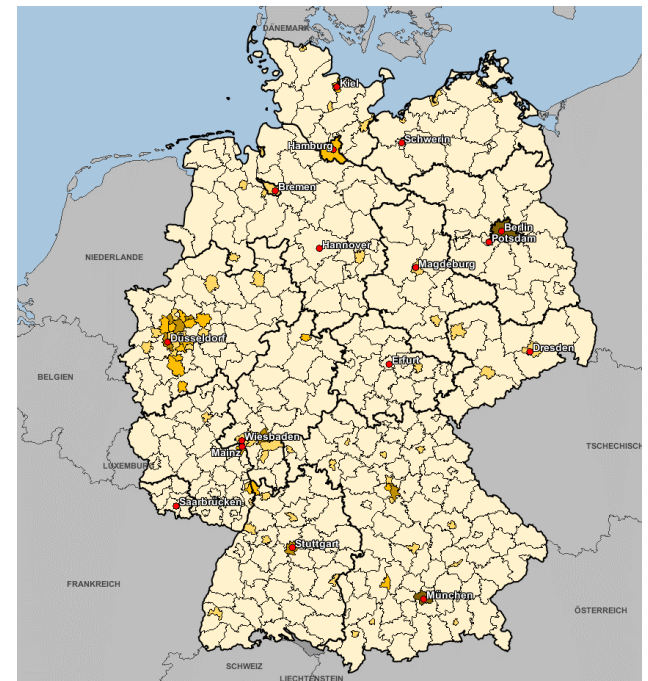 DÄNEMARK
Kiel
Schwerin
Hamburg
Bremen
Berlin
Potsdam
Hannover
NIEDERLANDE
Magdeburg
Düsseldorf
Dresden
Erfurt
BELGIEN
Wiesbaden
TSCHECHISCH
Mainz
LUXEMBURG
Saarbrücken
Stuttgart
FRANKREICH
München
ÖSTERREICH
SCHWEIZ
LIECHTENSTEIN